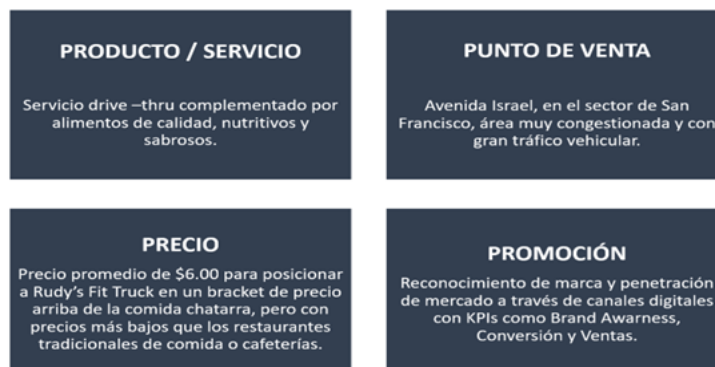 PRODUCTO / SERVICIO
Servicio drive –thru complementado por
alimentos de calidad, nutritivos y
sabrosos.
PUNTO DE VENTA
Avenida Israel, en el sector de San
Francisco, área muy congestionada y con
gran tráfico vehicular.
PRECIO
Precio promedio de $6.00 para posicionar
a Rudy's Fit Truck en un bracket de precio
arriba de la comida chatarra, pero con
precios más bajos que los restaurantes
tradicionales de comida o cafeterías.
PROMOCIÓN
Reconocimiento de marca y penetración
de mercado a través de canales digitales
con KPIs como Brand Awarness,
Conversión y Ventas.